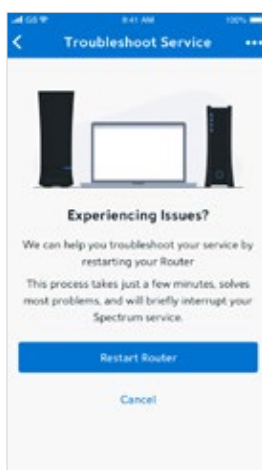 9:41 AM
100%
Troubleshoot Service
Experiencing Issues?
We can help you troubleshoot your service by
restarting your Router
This process takes just a few minutes, solves
most problems, and will briefly interrupt your
Spectrum service.
Restart Router
Cancel